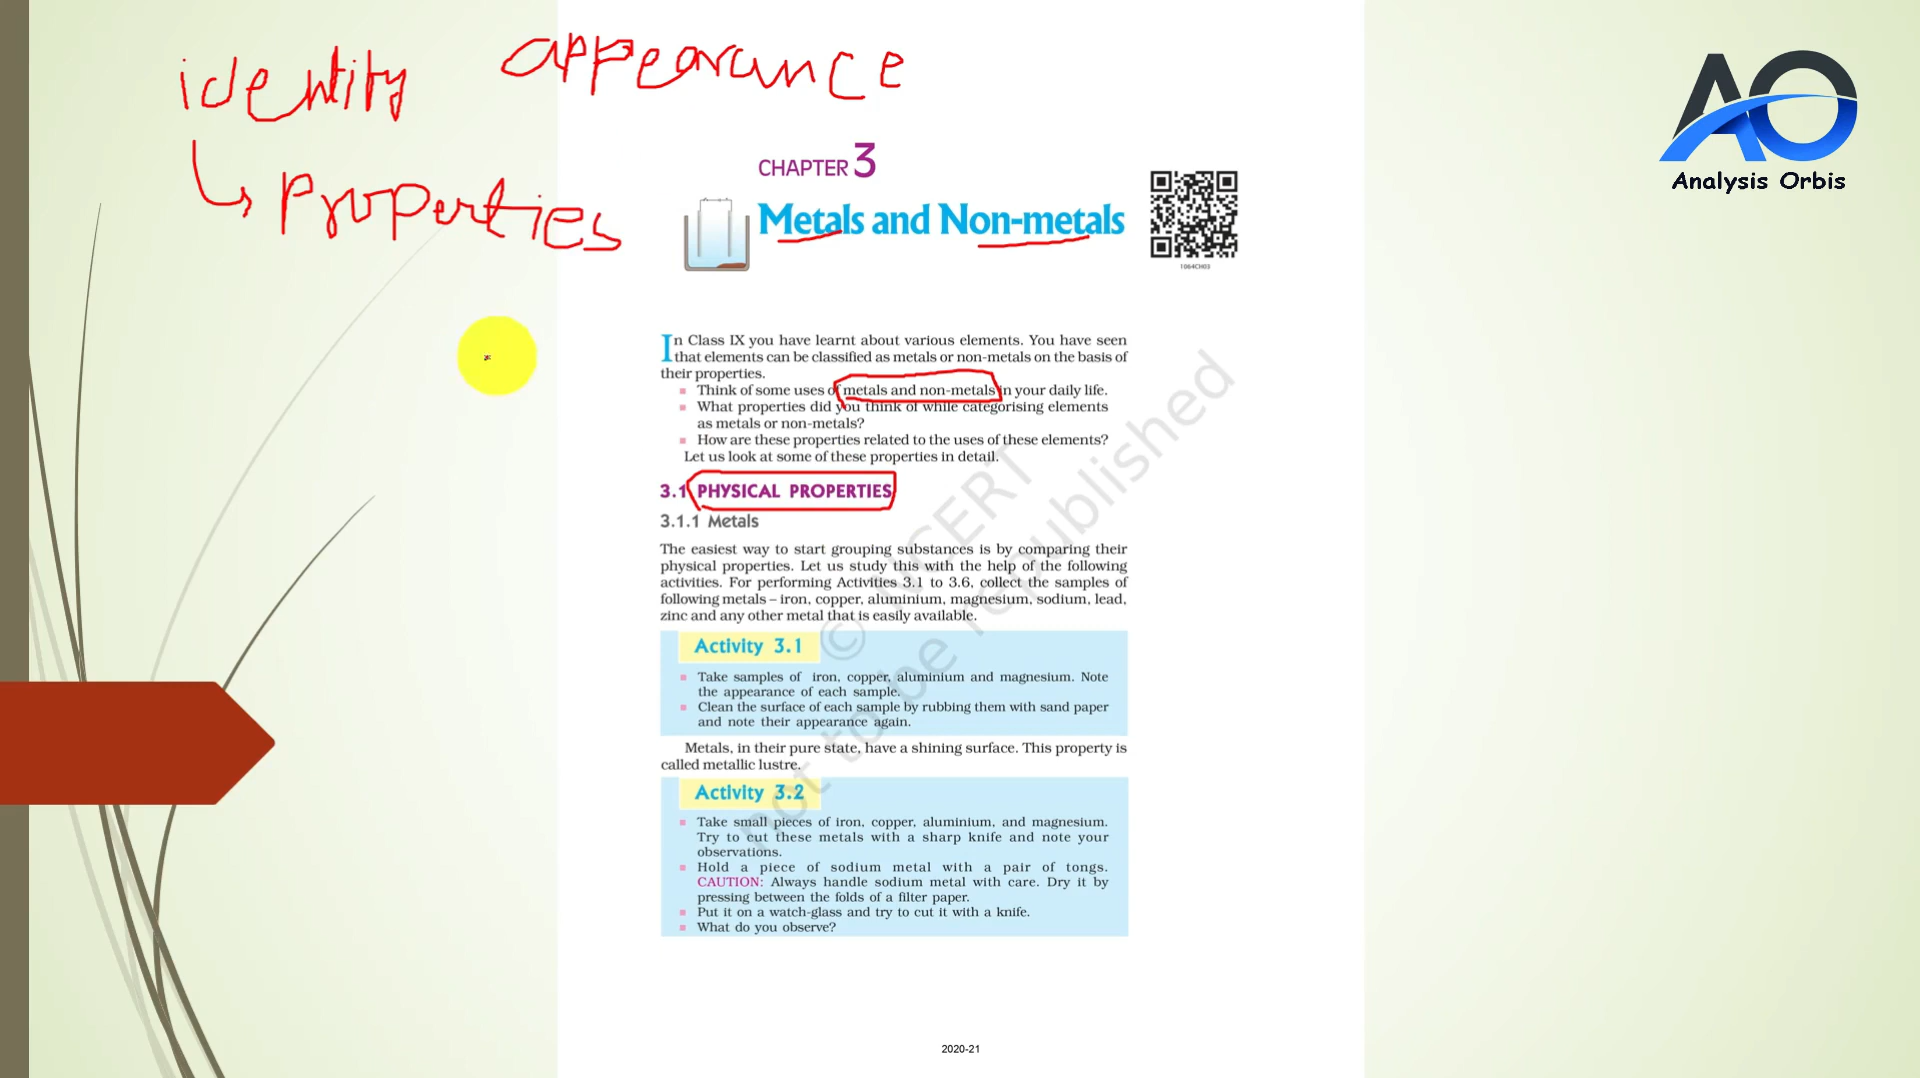 identity appearance
↳ Properties
AO
Analysis Orbis
CHAPTER 3
Metals and Non-metals
1064CH03
In Class IX you have learnt about various elements. You have seen
that elements can be classified as metals or non-metals on the basis of
their properties.
▪ Think of some uses of metals and non-metals in your daily life.
▪ What properties did you think of while categorising elements
as metals or non-metals?
▪ How are these properties related to the uses of these elements?
Let us look at some of these properties in detail.
3.1 PHYSICAL PROPERTIES
3.1.1 Metals
The easiest way to start grouping substances is by comparing their
physical properties. Let us study this with the help of the following
activities. For performing Activities 3.1 to 3.6, collect the samples of
following metals – iron, copper, aluminium, magnesium, sodium, lead,
zinc and any other metal that is easily available.
Activity 3.1
▪ Take samples of iron, copper, aluminium and magnesium. Note
the appearance of each sample.
▪ Clean the surface of each sample by rubbing them with sand paper
and note their appearance again.
Metals, in their pure state, have a shining surface. This property is
called metallic lustre.
Activity 3.2
▪ Take small pieces of iron, copper, aluminium, and magnesium.
Try to cut these metals with a sharp knife and note your
observations.
▪ Hold a piece of sodium metal with a pair of tongs.
CAUTION: Always handle sodium metal with care. Dry it by
pressing between the folds of a filter paper.
▪ Put it on a watch-glass and try to cut it with a knife.
▪ What do you observe?
© NCERT
not to be republished
2020-21